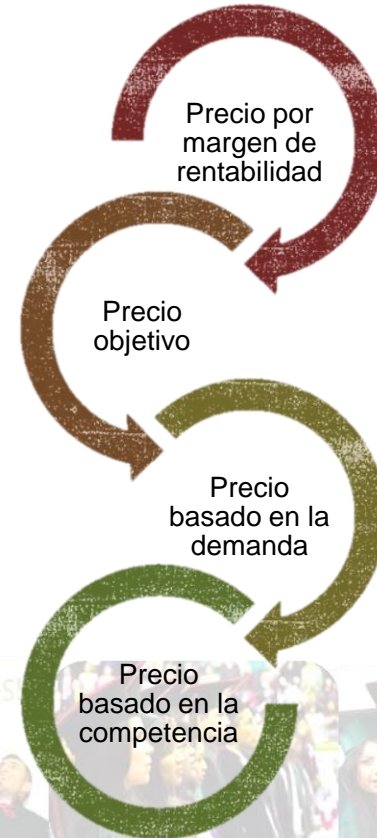 Precio por
margen de
rentabilidad
Precio
objetivo
Precio
basado en la
demanda
Precio
basado en la
competencia